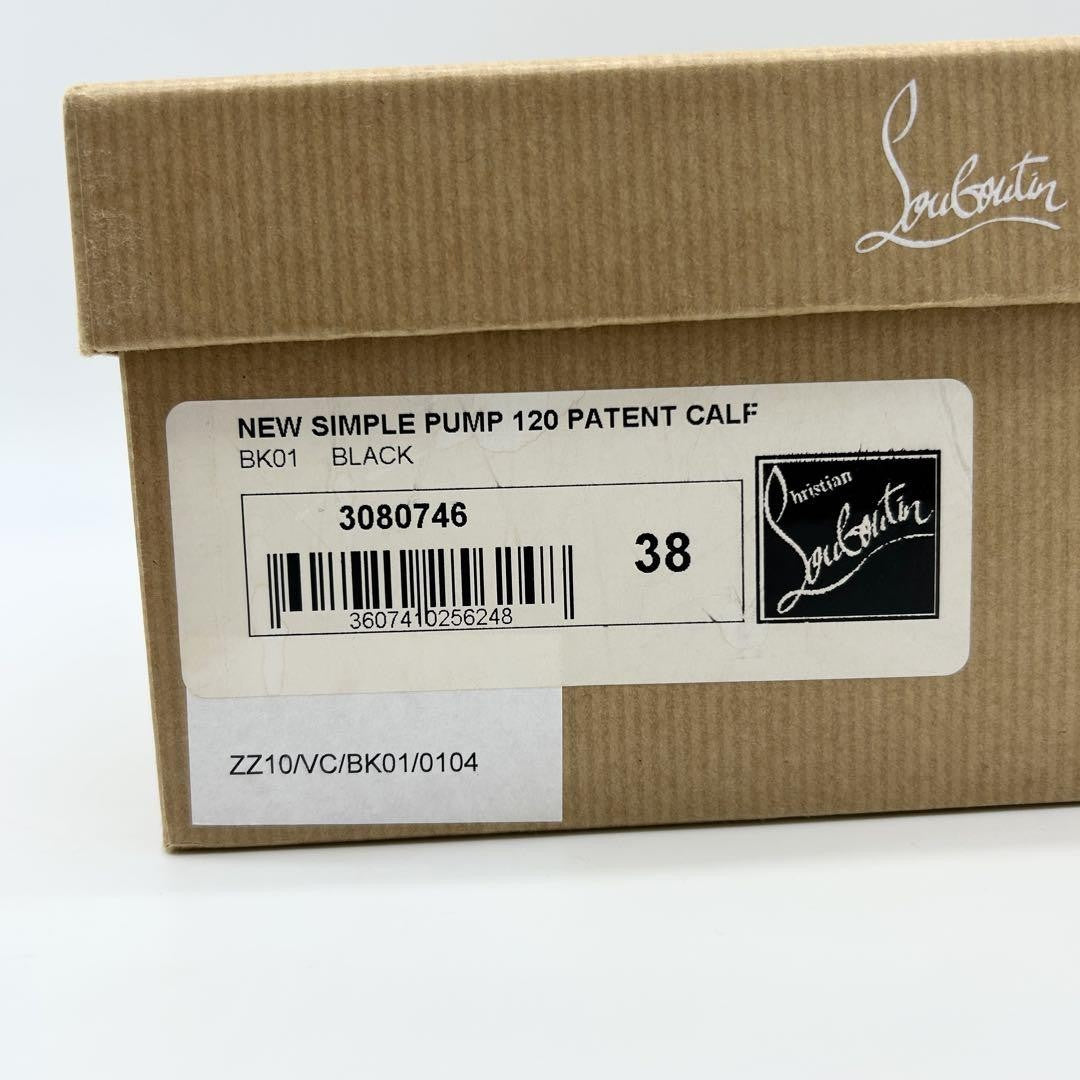 Louboutin
NEW SIMPLE PUMP 120 PATENT CALF
BK01 BLACK
3080746
38
3607410256248
Christian
Louboutin
ZZ10/VC/BK01/0104